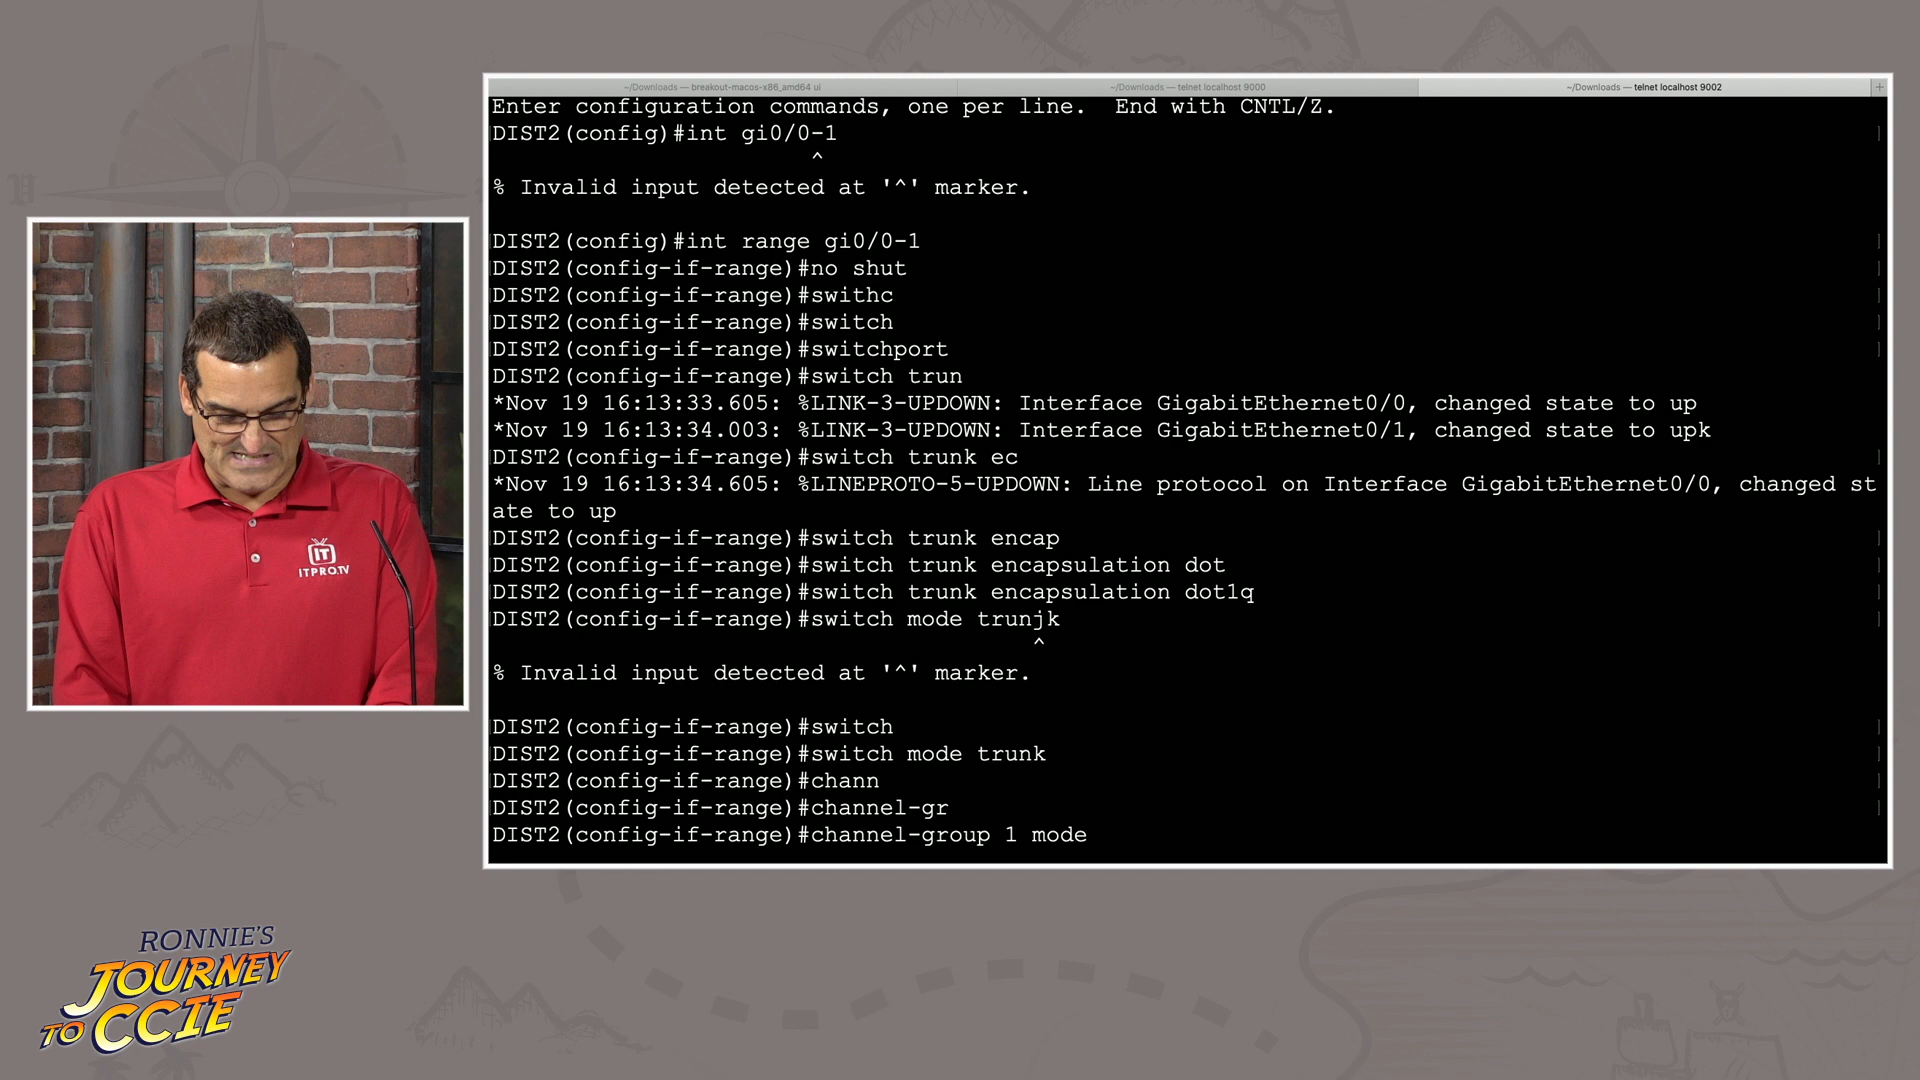 ~/Downloads — breakout-macos-x86_amd64 ui
~/Downloads — telnet localhost 9000
~/Downloads — telnet localhost 9002
Enter configuration commands, one per line.  End with CNTL/Z.
DIST2(config)#int gi0/0-1
^
% Invalid input detected at '^' marker.
DIST2(config)#int range gi0/0-1
DIST2(config-if-range)#no shut
DIST2(config-if-range)#swithc
DIST2(config-if-range)#switch
DIST2(config-if-range)#switchport
DIST2(config-if-range)#switch trun
*Nov 19 16:13:33.605: %LINK-3-UPDOWN: Interface GigabitEthernet0/0, changed state to up
*Nov 19 16:13:34.003: %LINK-3-UPDOWN: Interface GigabitEthernet0/1, changed state to upk
DIST2(config-if-range)#switch trunk ec
*Nov 19 16:13:34.605: %LINEPROTO-5-UPDOWN: Line protocol on Interface GigabitEthernet0/0, changed st
ate to up
DIST2(config-if-range)#switch trunk encap
DIST2(config-if-range)#switch trunk encapsulation dot
DIST2(config-if-range)#switch trunk encapsulation dot1q
DIST2(config-if-range)#switch mode trunjk
^
% Invalid input detected at '^' marker.
DIST2(config-if-range)#switch
DIST2(config-if-range)#switch mode trunk
DIST2(config-if-range)#chann
DIST2(config-if-range)#channel-gr
DIST2(config-if-range)#channel-group 1 mode
IT
ITPRO.TV
RONNIE'S
JOURNEY
TO CCIE